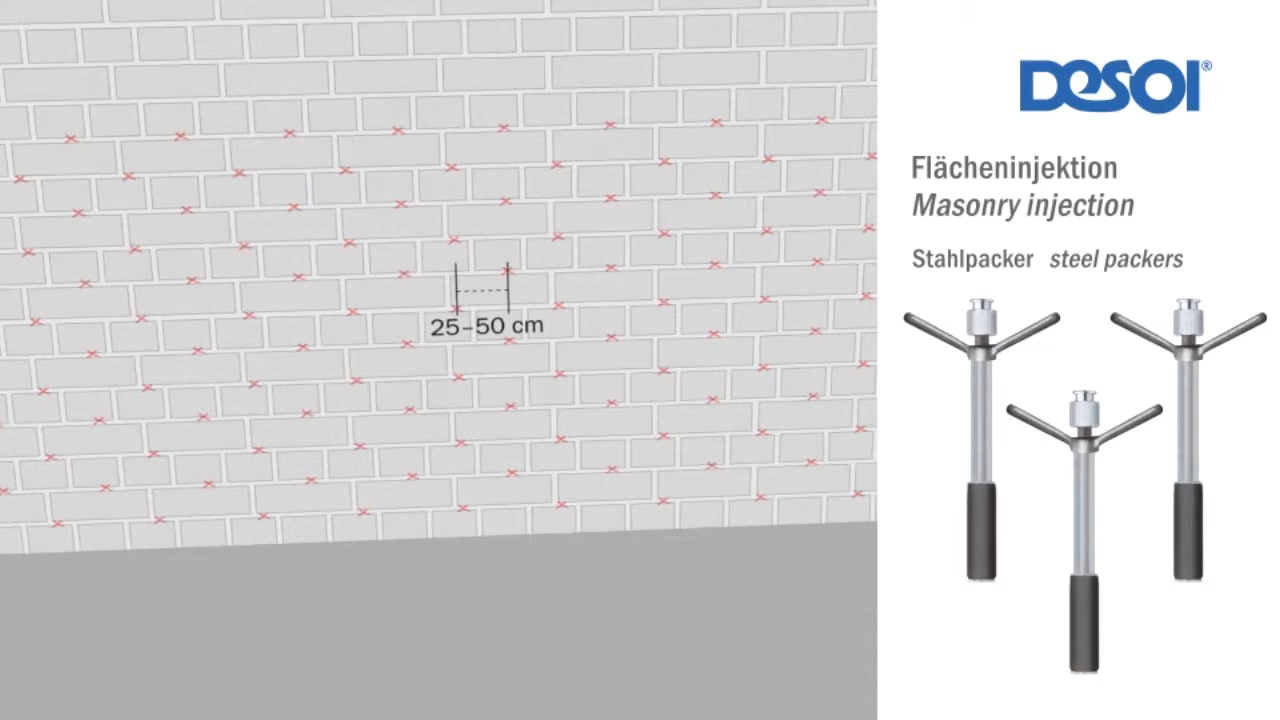 25–50 cm
DESOI®
Flächeninjektion
Masonry injection
Stahlpacker steel packers